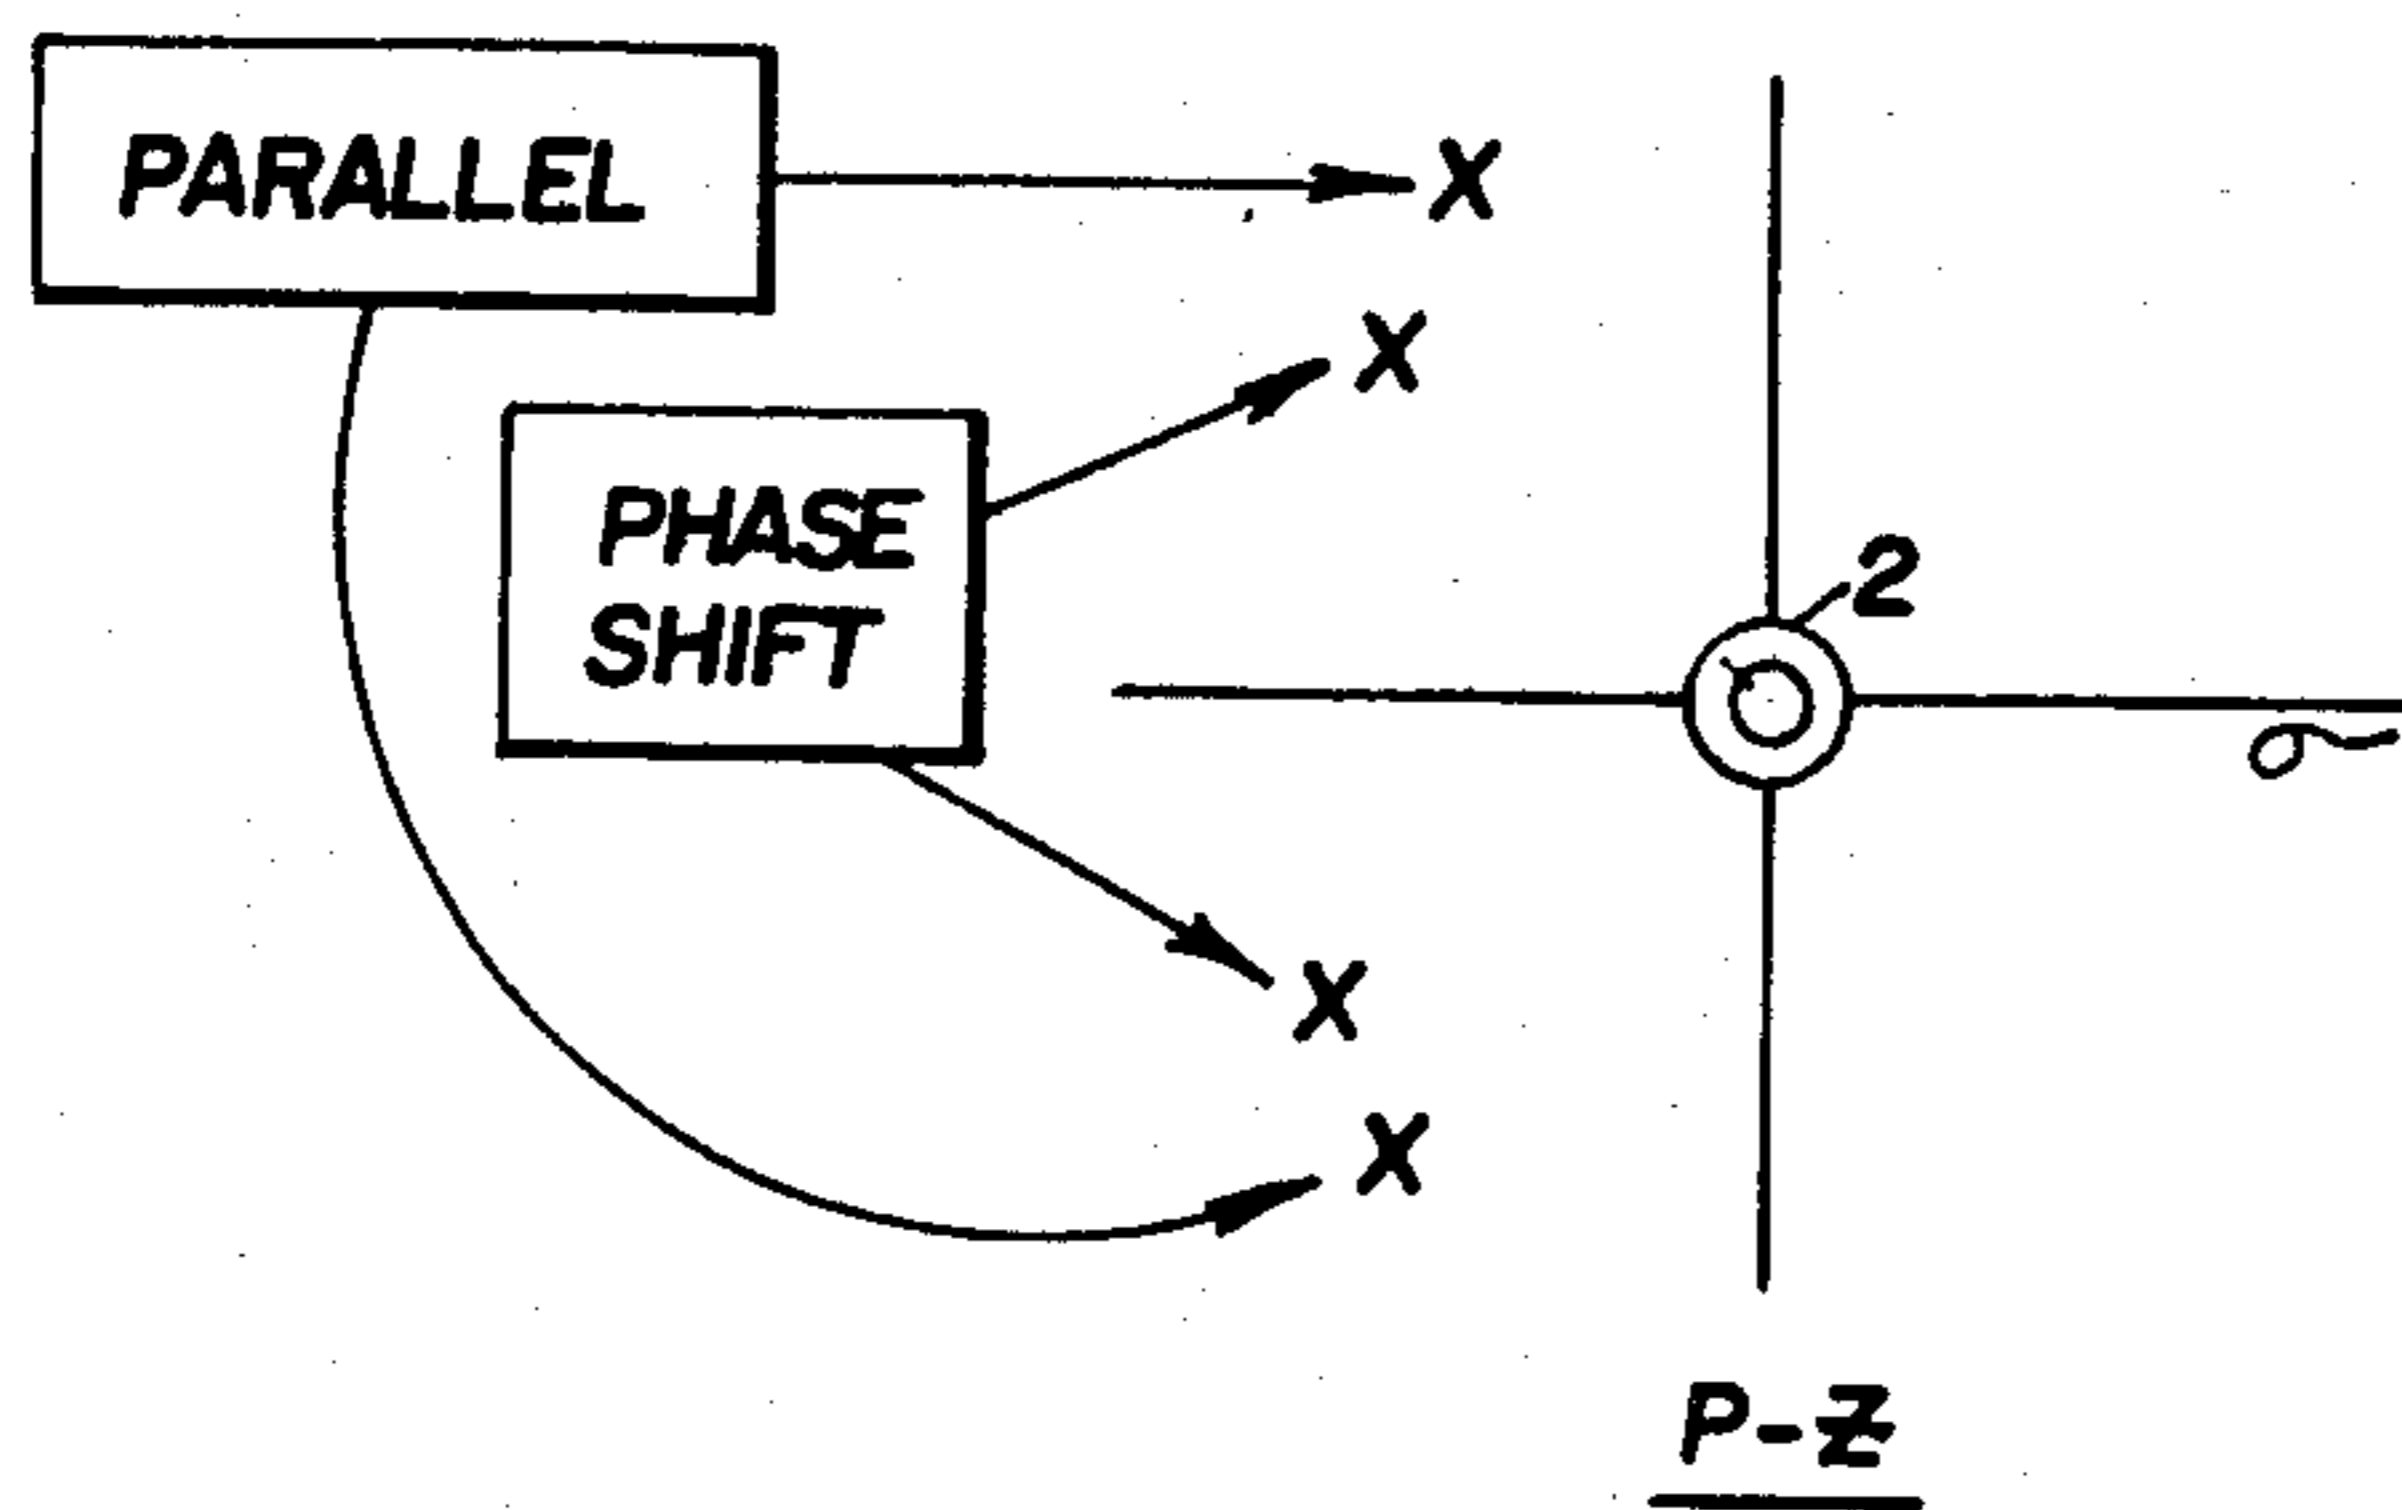 PARALLEL
X
X
PHASE
SHIFT
2
σ
X
X
P-Z